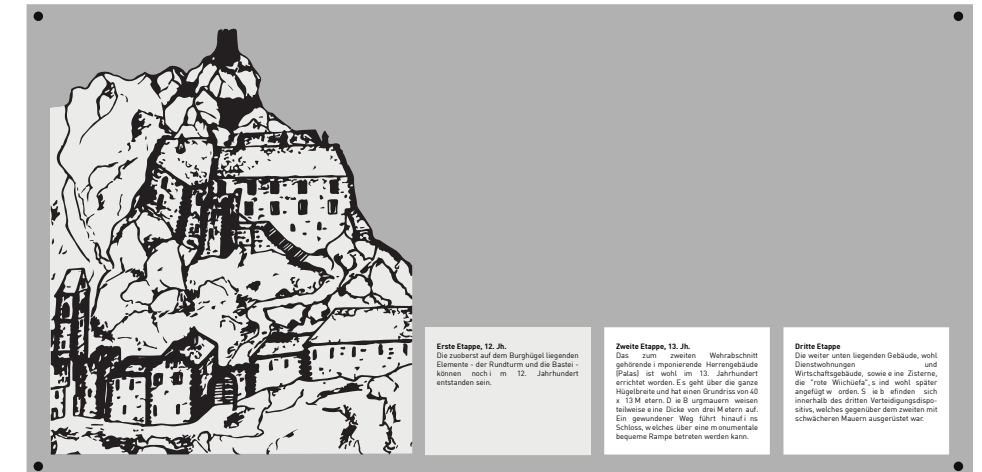 Erste Etappe, 12. Jh.
Die zuoberst auf dem Burghügel liegenden
Elemente - der Rundturm und die Bastei -
können noch i m 12. Jahrhundert
entstanden sein.
Zweite Etappe, 13. Jh.
Das zum zweiten Wehrabschnitt
gehörende i monierende Herrengebäude
(Palas) ist wohl im 13. Jahrhundert
errichtet worden. Es geht über die ganze
Hügelbreite und hat einen Grundriss von 40
x 13 M etern. D ie B urgmauern weisen
teilweise e ine Dicke von drei M etern auf.
Ein gewundener Weg führt hinauf i ns
Schloss, w elches über eine m onumentale
bequeme Rampe betreten werden kann.
Dritte Etappe
Die weiter unten liegenden Gebäude, wohl
Dienstwohnungen und
Wirtschaftsgebäude, sowie e ine Zisterne,
die "rote Wiichüefa", s ind wohl später
angefügt w orden. S ie b efinden sich
innerhalb des dritten Verteidigungsdispo-
sitivs, welches gegenüber dem zweiten mit
schwächeren Mauern ausgerüstet war.